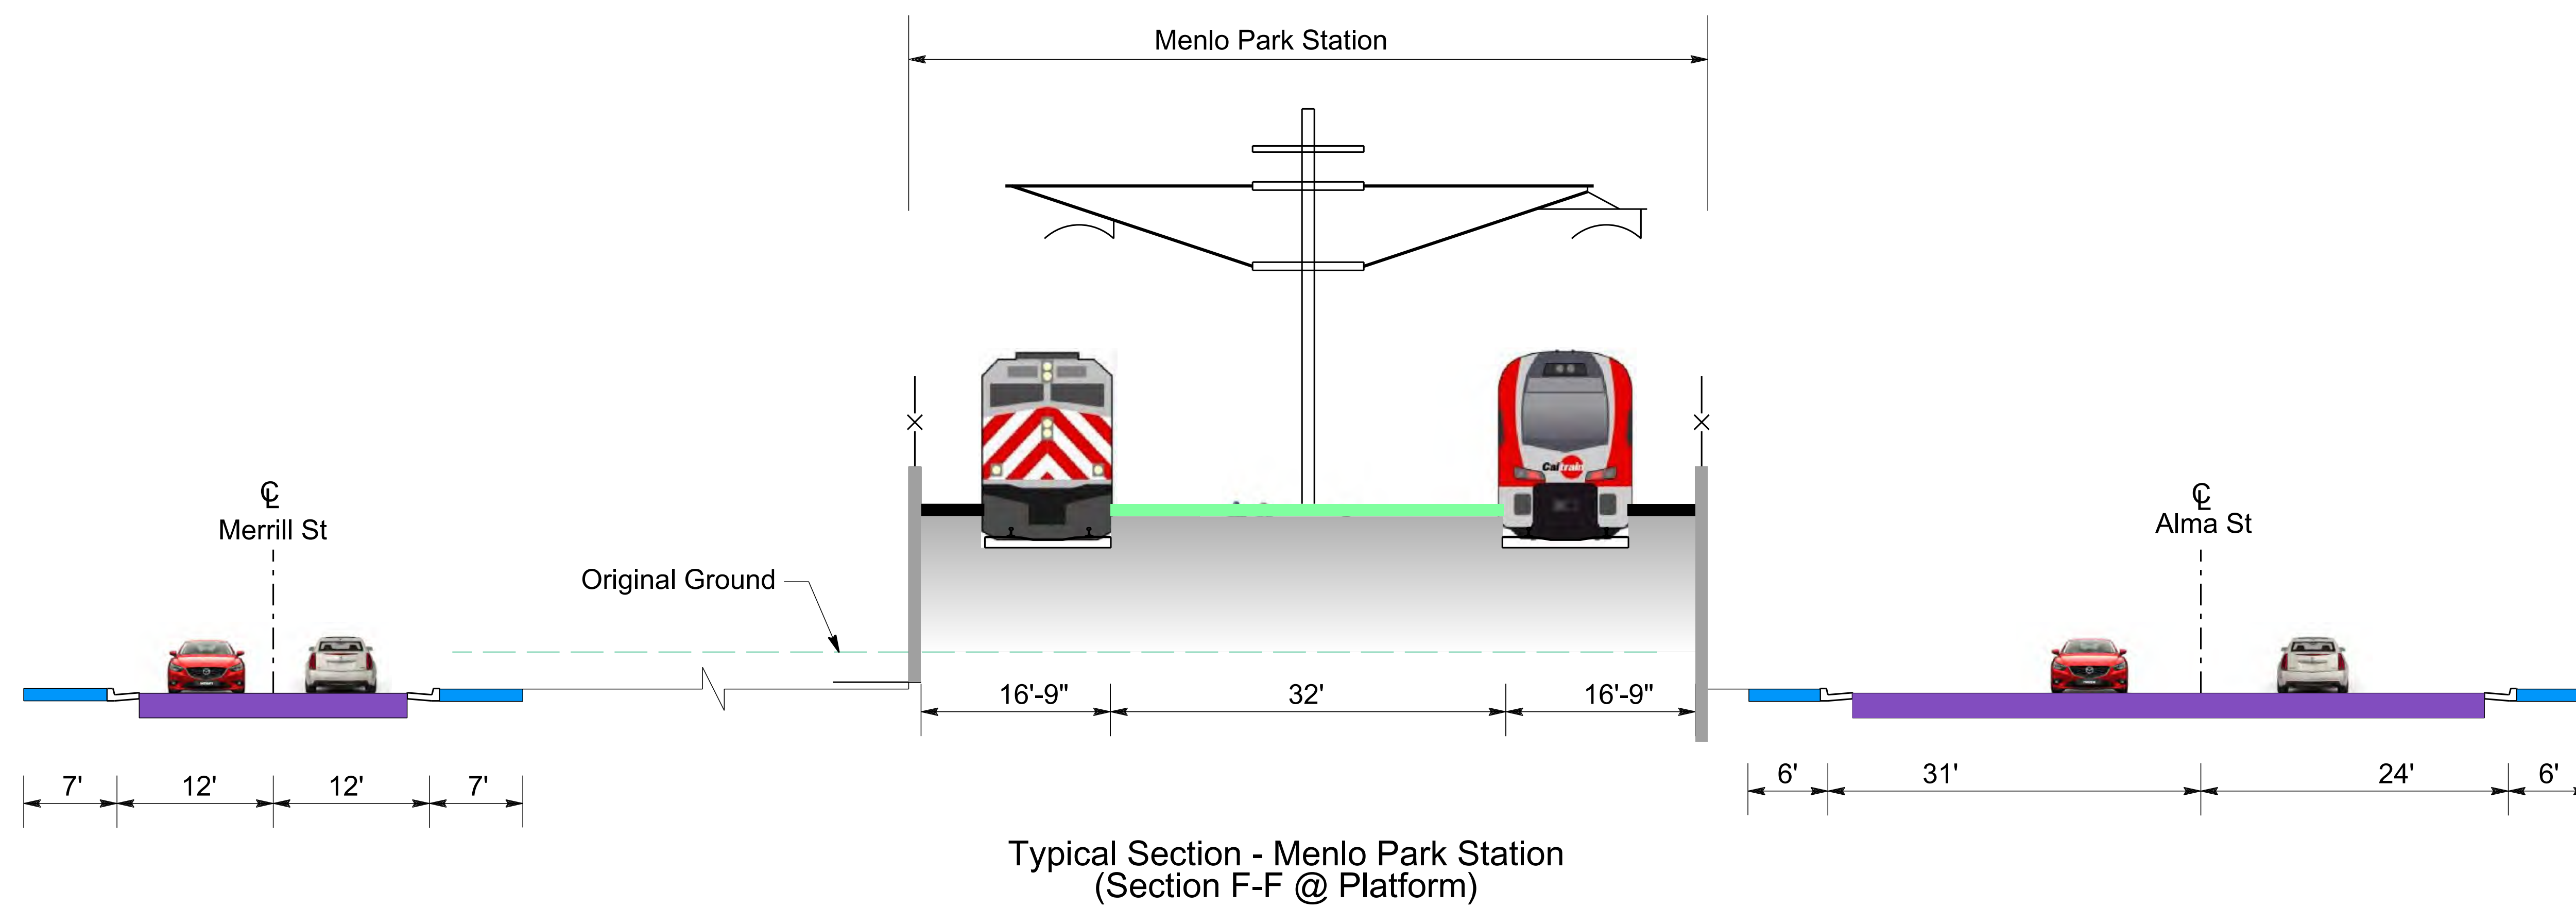 Menlo Park Station
Caltrain
℄
Merrill St
℄
Alma St
Original Ground
16'-9"
32'
16'-9"
7'
12'
12'
7'
6'
31'
24'
6'
Typical Section - Menlo Park Station
(Section F-F @ Platform)